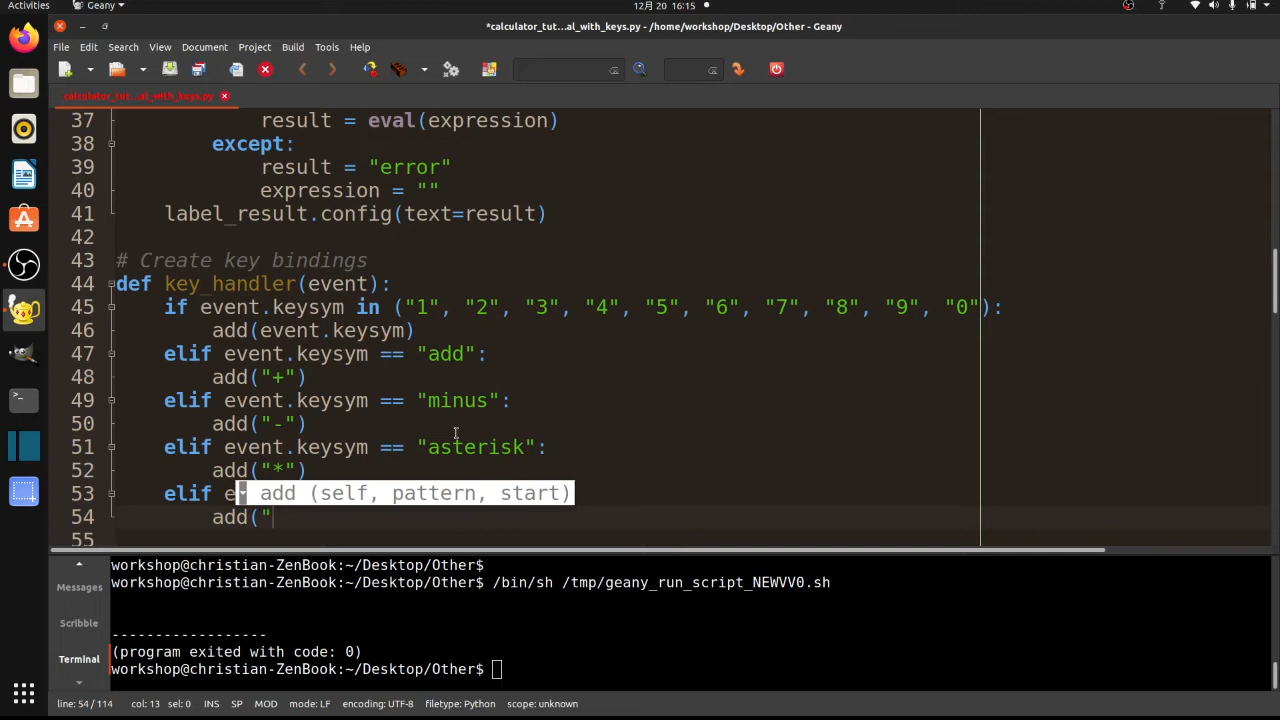 Activities
Geany
12月 20 16:15
*calculator_tut...al_with_keys.py - /home/workshop/Desktop/Other - Geany
File Edit Search View Document Project Build Tools Help
calculator_tut...al_with_keys.py
37 result = eval(expression)
38 except:
39 result = "error"
40 expression = ""
41 label_result.config(text=result)
42
43 # Create key bindings
44 def key_handler(event):
45 if event.keysym in ("1", "2", "3", "4", "5", "6", "7", "8", "9", "0"):
46 add(event.keysym)
47 elif event.keysym == "add":
48 add("+")
49 elif event.keysym == "minus":
50 add("-")
51 elif event.keysym == "asterisk":
52 add("*")
53 elif e
add (self, pattern, start)
54 add("
55
Messages
Scribble
Terminal
workshop@christian-ZenBook:~/Desktop/Other$
workshop@christian-ZenBook:~/Desktop/Other$ /bin/sh /tmp/geany_run_script_NEWVV0.sh
------------------
(program exited with code: 0)
workshop@christian-ZenBook:~/Desktop/Other$
line: 54 / 114 col: 13 sel: 0 INS SP MOD mode: LF encoding: UTF-8 filetype: Python scope: unknown